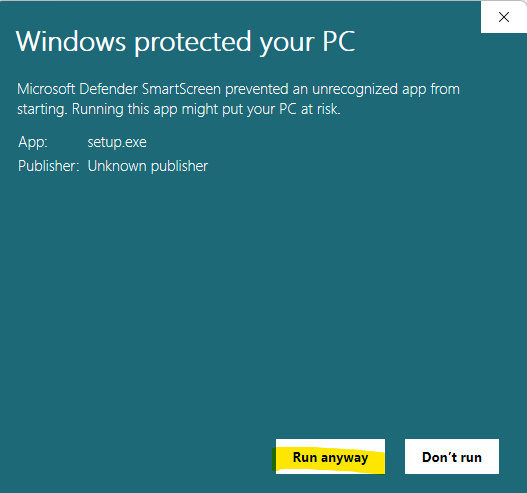 Windows protected your PC
Microsoft Defender SmartScreen prevented an unrecognized app from
starting. Running this app might put your PC at risk.
App: setup.exe
Publisher: Unknown publisher
Run anyway Don't run